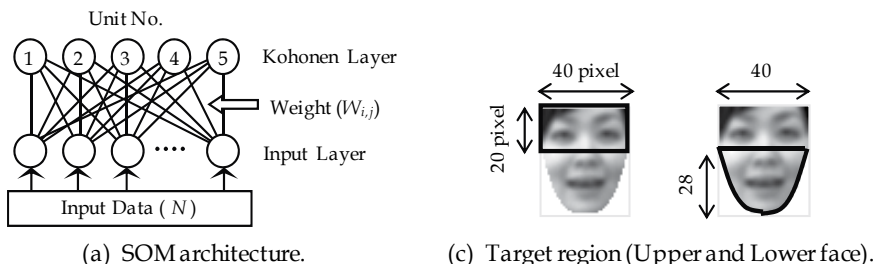 Unit No.
1 2 3 4 5
Kohonen Layer
Weight (Wi,j)
Input Layer
Input Data ( N )
(a) SOM architecture.
40 pixel
20 pixel
40
28
(c) Target region (Upper and Lower face).